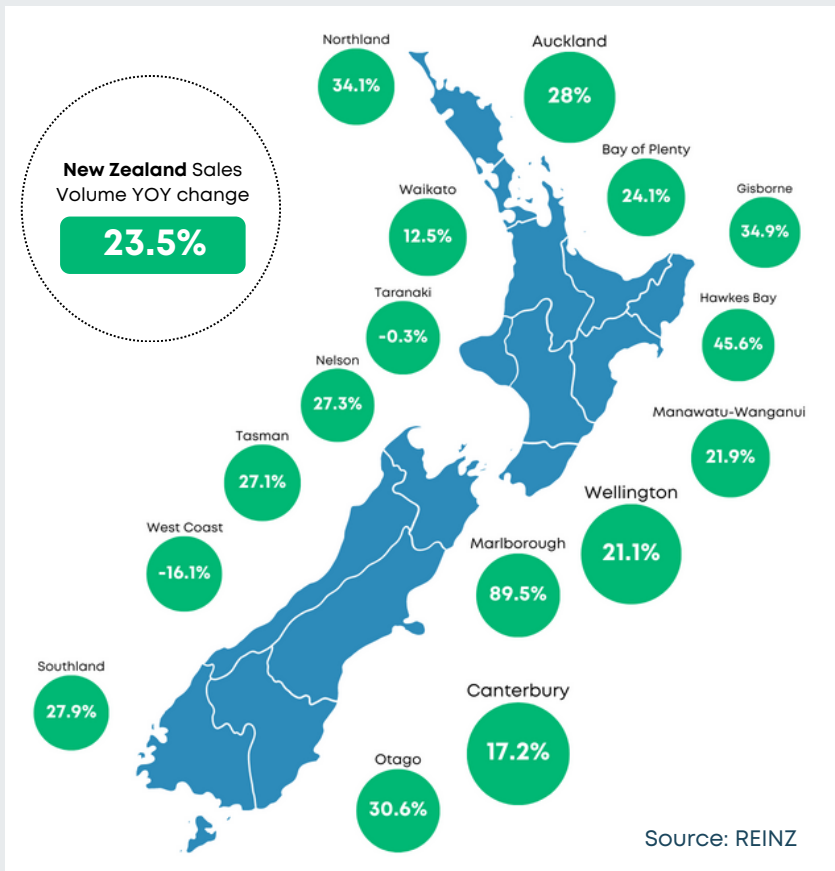 Northland
34.1%
Auckland
28%
New Zealand Sales
Volume YOY change
23.5%
Bay of Plenty
24.1%
Waikato
12.5%
Gisborne
34.9%
Taranaki
-0.3%
Hawkes Bay
45.6%
Nelson
27.3%
Manawatu-Wanganui
21.9%
Tasman
27.1%
Wellington
21.1%
West Coast
-16.1%
Marlborough
89.5%
Southland
27.9%
Canterbury
17.2%
Otago
30.6%
Source: REINZ